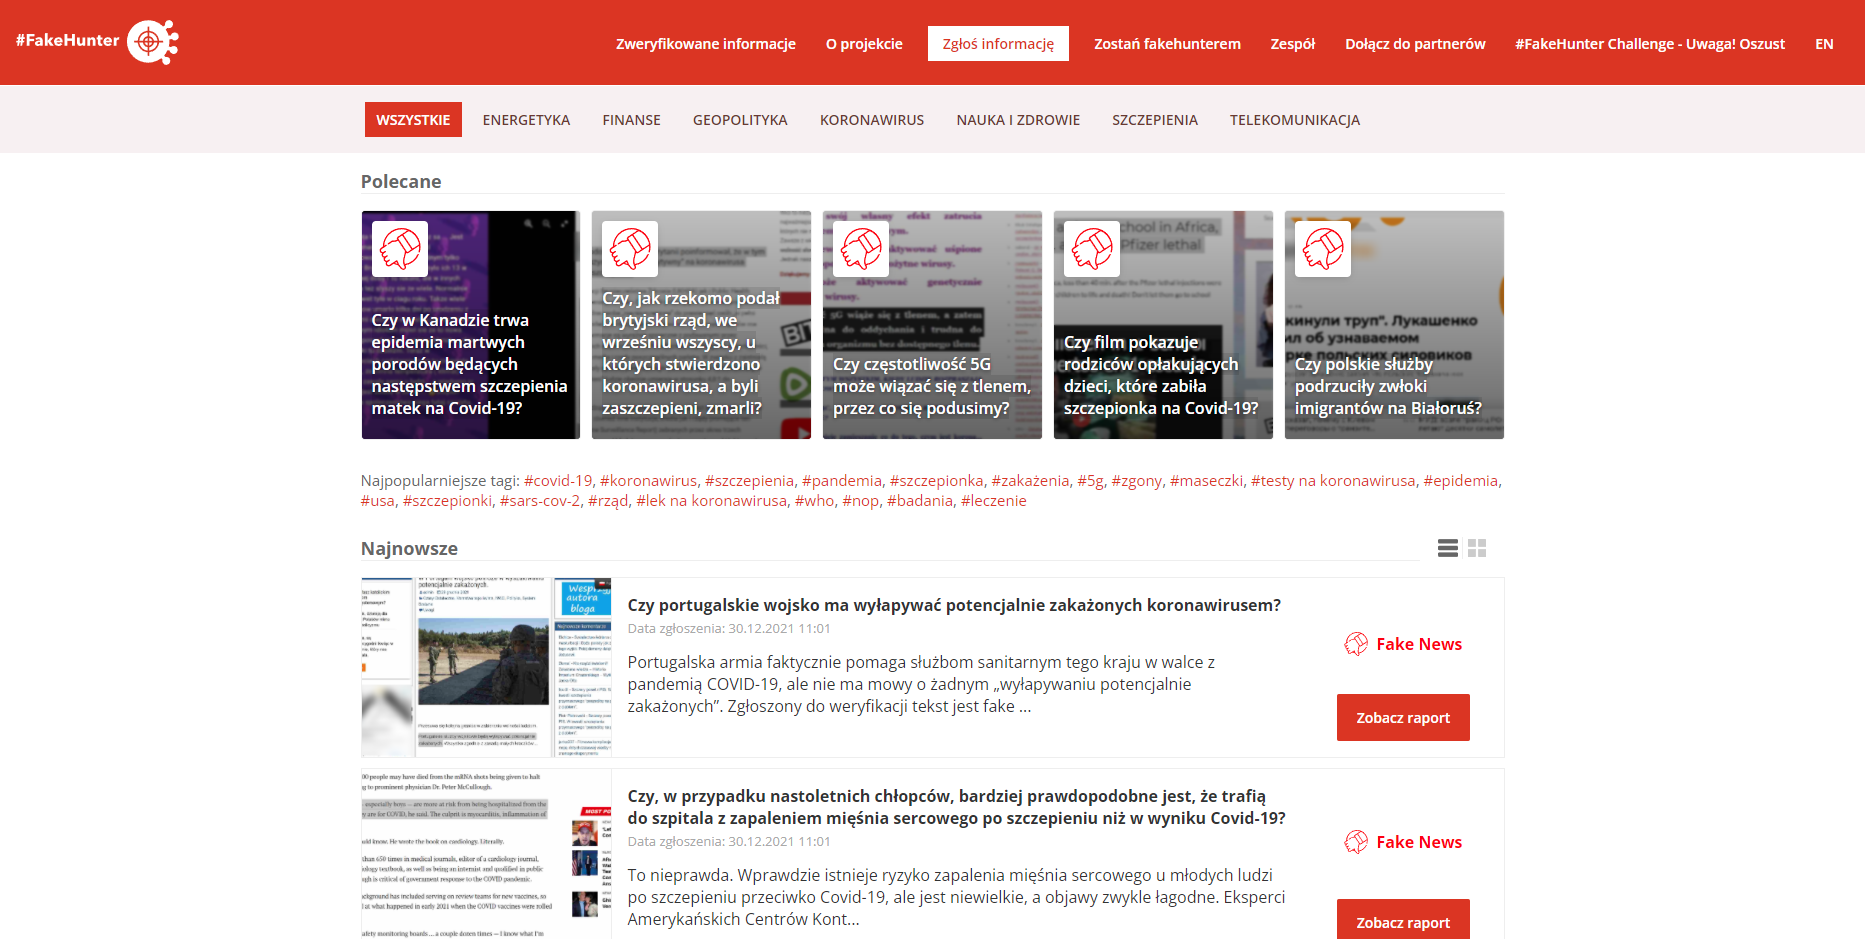 #FakeHunter
Zweryfikowane informacje
O projekcie
Zgłoś informację
Zostań fakehunterem
Zespół
Dołącz do partnerów
#FakeHunter Challenge - Uwaga! Oszust
EN
WSZYSTKIE
ENERGETYKA
FINANSE
GEOPOLITYKA
KORONAWIRUS
NAUKA I ZDROWIE
SZCZEPIENIA
TELEKOMUNIKACJA
Polecane
Czy w Kanadzie trwa
epidemia martwych
porodów będących
następstwem szczepienia
matek na Covid-19?
Czy, jak rzekomo podał
brytyjski rząd, we
wrześniu wszyscy, u
których stwierdzono
koronawirusa, a byli
zaszczepieni, zmarli?
Czy częstotliwość 5G
może wiązać się z tlenem,
przez co się podusimy?
Czy film pokazuje
rodziców opłakujących
dzieci, które zabiła
szczepionka na Covid-19?
Czy polskie służby
podrzuciły zwłoki
imigrantów na Białoruś?
Najpopularniejsze tagi: #covid-19, #koronawirus, #szczepienia, #pandemia, #szczepionka, #zakażenia, #5g, #zgony, #maseczki, #testy na koronawirusa, #epidemia,
#usa, #szczepionki, #sars-cov-2, #rząd, #lek na koronawirusa, #who, #nop, #badania, #leczenie
Najnowsze
Czy portugalskie wojsko ma wyłapywać potencjalnie zakażonych koronawirusem?
Data zgłoszenia: 30.12.2021 11:01
Portugalska armia faktycznie pomaga służbom sanitarnym tego kraju w walce z
pandemią COVID-19, ale nie ma mowy o żadnym „wyłapywaniu potencjalnie
zakażonych”. Zgłoszony do weryfikacji tekst jest fake ...
Fake News
Zobacz raport
Czy, w przypadku nastoletnich chłopców, bardziej prawdopodobne jest, że trafią
do szpitala z zapaleniem mięśnia sercowego po szczepieniu niż w wyniku Covid-19?
Data zgłoszenia: 30.12.2021 11:01
To nieprawda. Wprawdzie istnieje ryzyko zapalenia mięśnia sercowego u młodych ludzi
po szczepieniu przeciwko Covid-19, ale jest niewielkie, a objawy zwykle łagodne. Eksperci
Amerykańskich Centrów Kont...
Fake News
Zobacz raport